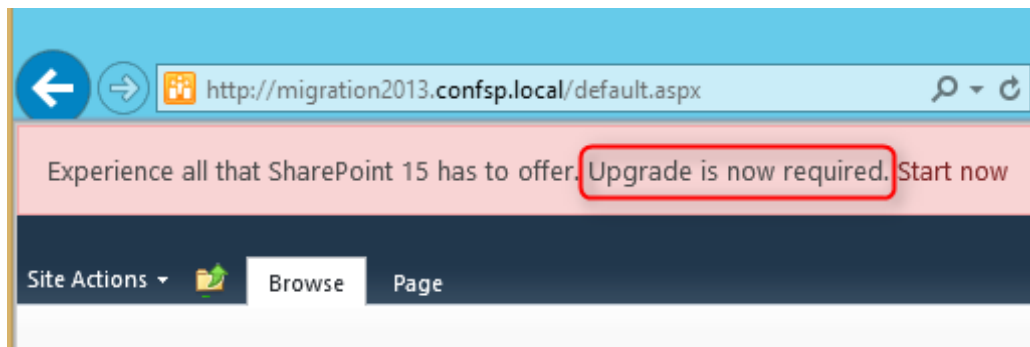 http://migration2013.confsp.local/default.aspx
Experience all that SharePoint 15 has to offer. Upgrade is now required. Start now
Site Actions Browse Page